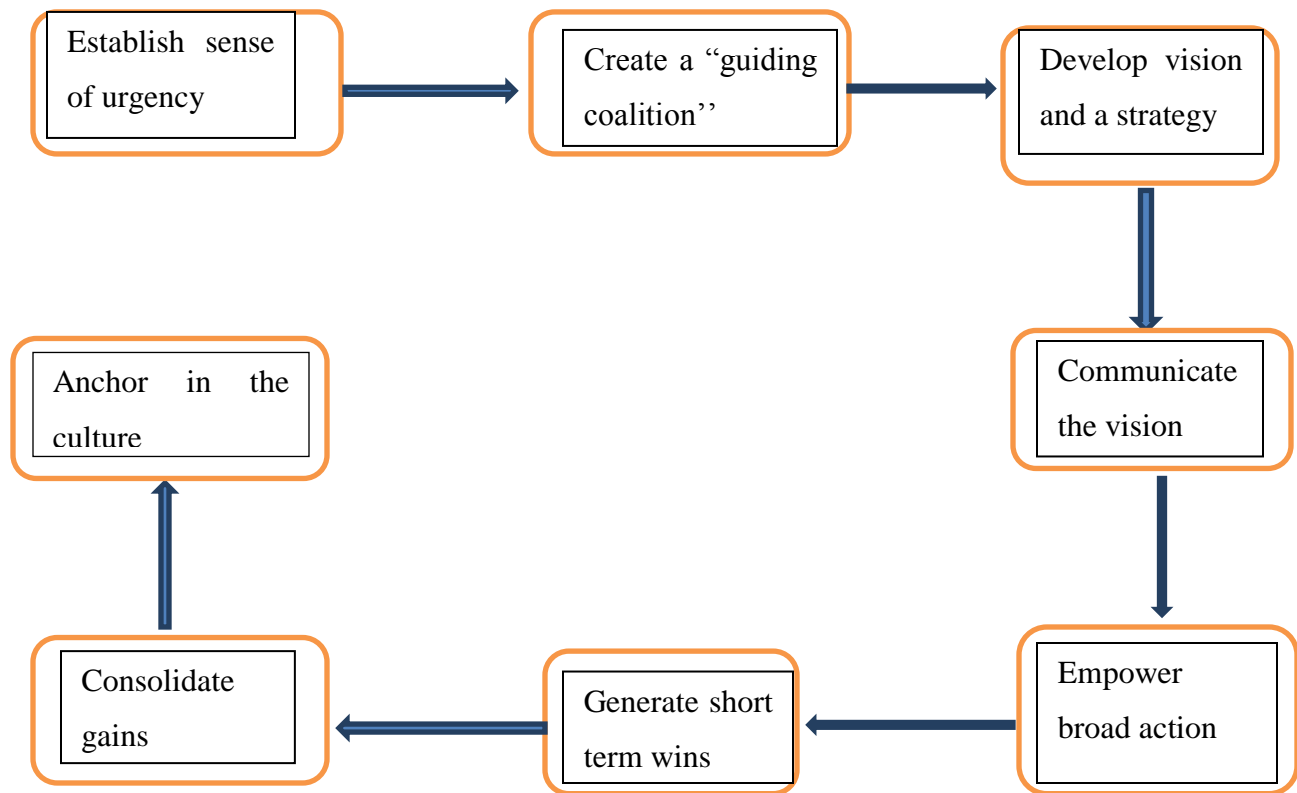 Establish sense
of urgency
Create a “guiding
coalition’’
Develop vision
and a strategy
Communicate
the vision
Empower
broad action
Generate short
term wins
Consolidate
gains
Anchor in the
culture